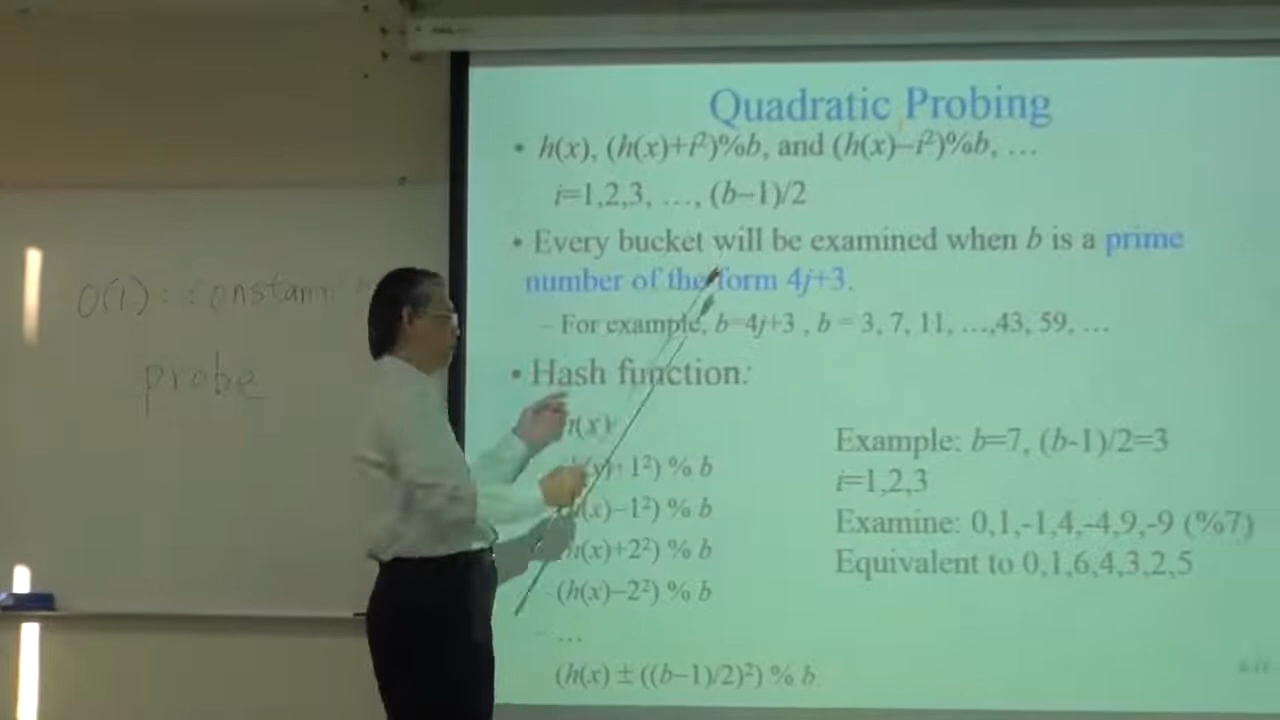 Quadratic Probing
• h(x), (h(x)+i²)%b, and (h(x)–i²)%b, …
i=1,2,3, …, (b–1)/2
• Every bucket will be examined when b is a prime
number of the form 4j+3.
– For example, b=4j+3 , b = 3, 7, 11, …,43, 59, …
• Hash function:
h(x)
(h(x)+1²) % b
(h(x)–1²) % b
(h(x)+2²) % b
(h(x)–2²) % b
…
(h(x) ± ((b–1)/2)²) % b
Example: b=7, (b-1)/2=3
i=1,2,3
Examine: 0,1,-1,4,-4,9,-9 (%7)
Equivalent to 0,1,6,4,3,2,5
O(1) :
probe